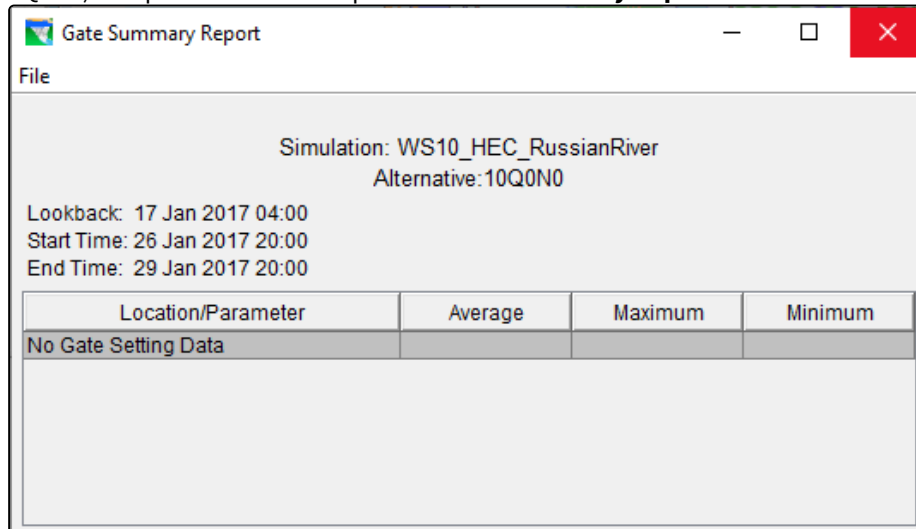 Gate Summary Report
File
Simulation: WS10_HEC_RussianRiver
Alternative:10Q0N0
Lookback: 17 Jan 2017 04:00
Start Time: 26 Jan 2017 20:00
End Time: 29 Jan 2017 20:00
Location/Parameter Average Maximum Minimum
No Gate Setting Data